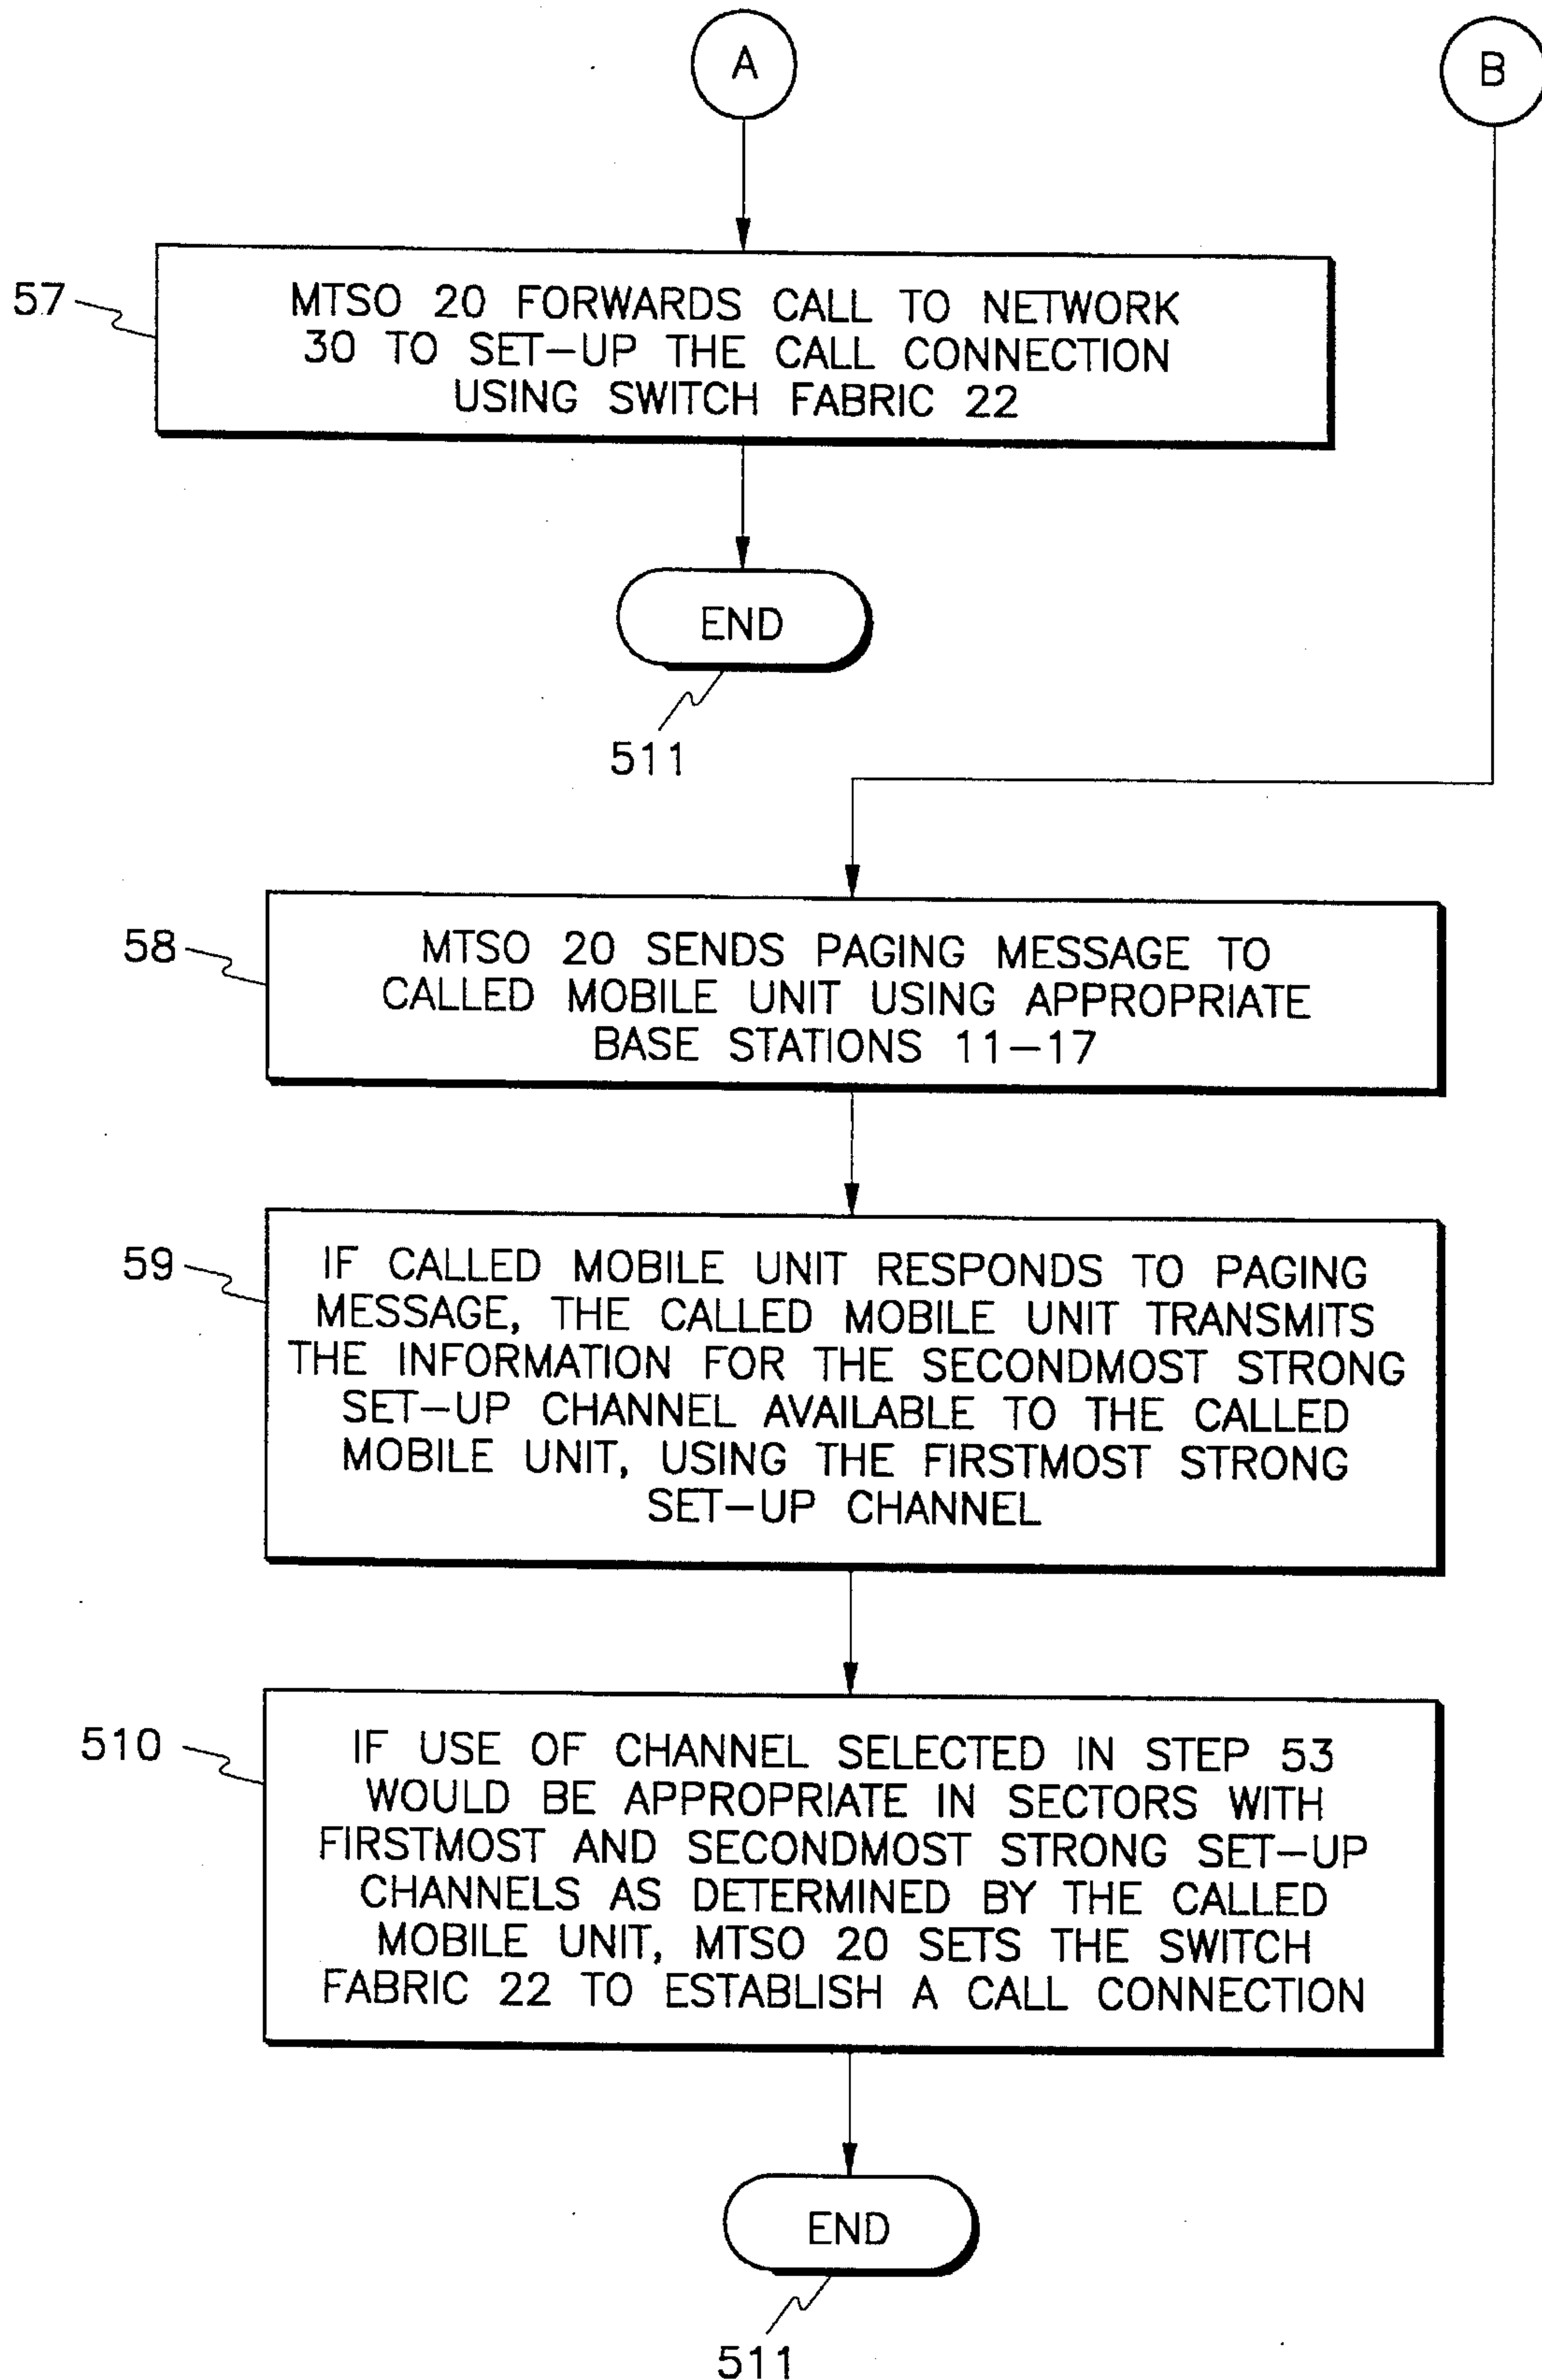 A
B
57
MTSO 20 FORWARDS CALL TO NETWORK
30 TO SET-UP THE CALL CONNECTION
USING SWITCH FABRIC 22
END
511
58
MTSO 20 SENDS PAGING MESSAGE TO
CALLED MOBILE UNIT USING APPROPRIATE
BASE STATIONS 11-17
59
IF CALLED MOBILE UNIT RESPONDS TO PAGING
MESSAGE, THE CALLED MOBILE UNIT TRANSMITS
THE INFORMATION FOR THE SECONDMOST STRONG
SET-UP CHANNEL AVAILABLE TO THE CALLED
MOBILE UNIT, USING THE FIRSTMOST STRONG
SET-UP CHANNEL
510
IF USE OF CHANNEL SELECTED IN STEP 53
WOULD BE APPROPRIATE IN SECTORS WITH
FIRSTMOST AND SECONDMOST STRONG SET-UP
CHANNELS AS DETERMINED BY THE CALLED
MOBILE UNIT, MTSO 20 SETS THE SWITCH
FABRIC 22 TO ESTABLISH A CALL CONNECTION
END
511